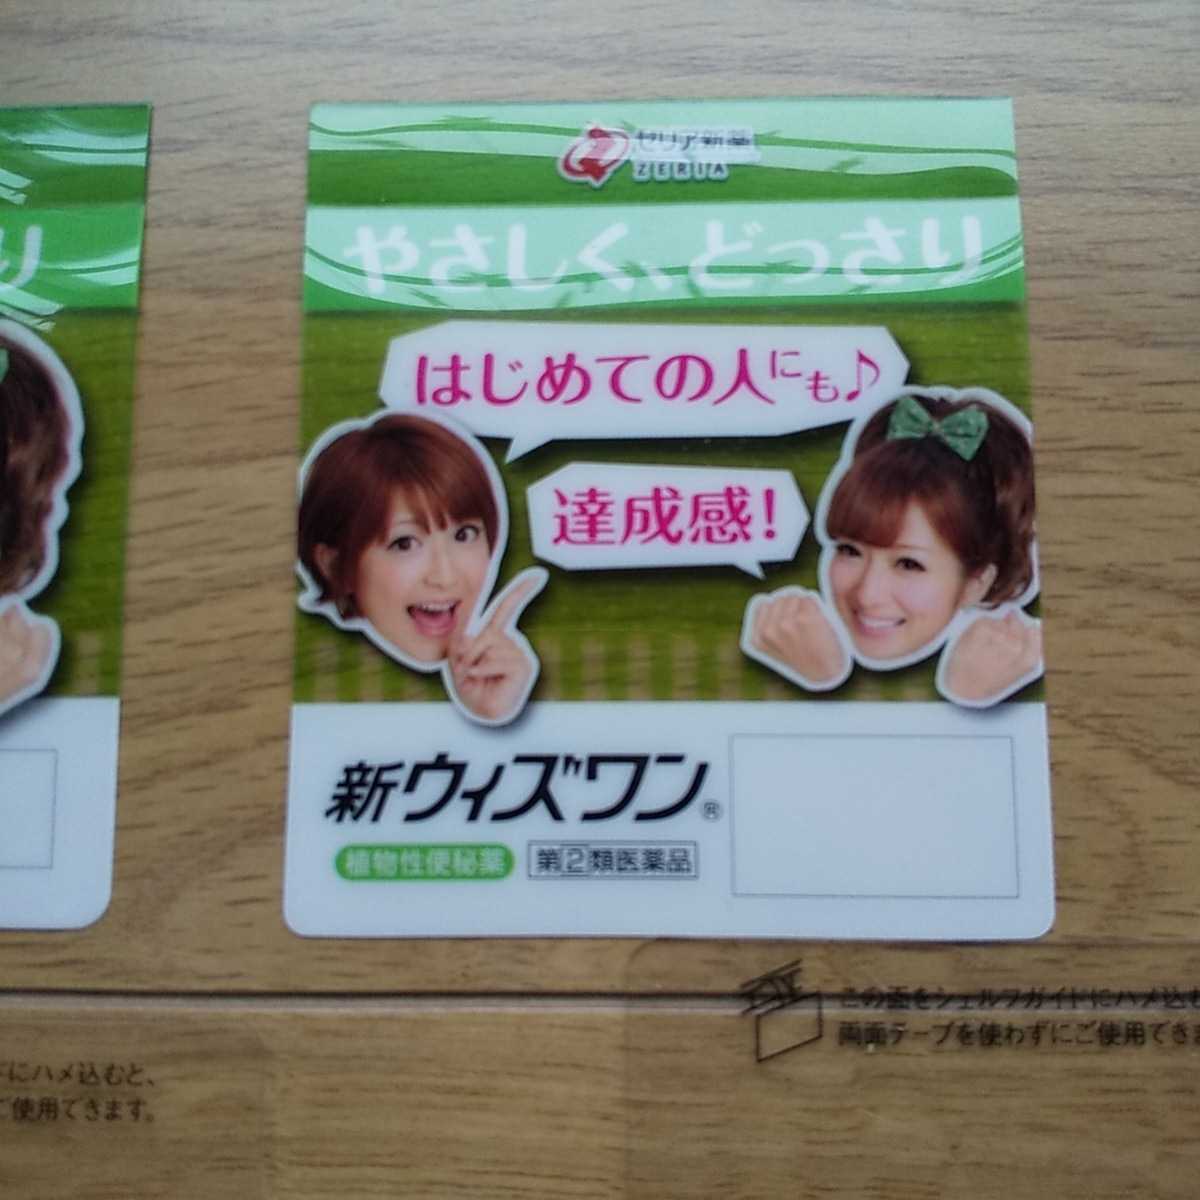 ゼリア新薬
ZERIA
やさしく、どっさり
り
はじめての人にも♪
達成感!
新ウィズワン®
植物性便秘薬
第②類医薬品
この面をシェルフガイドにハメ込む
両面テープを使わずにご使用できま
にハメ込むと、
ご使用できます。